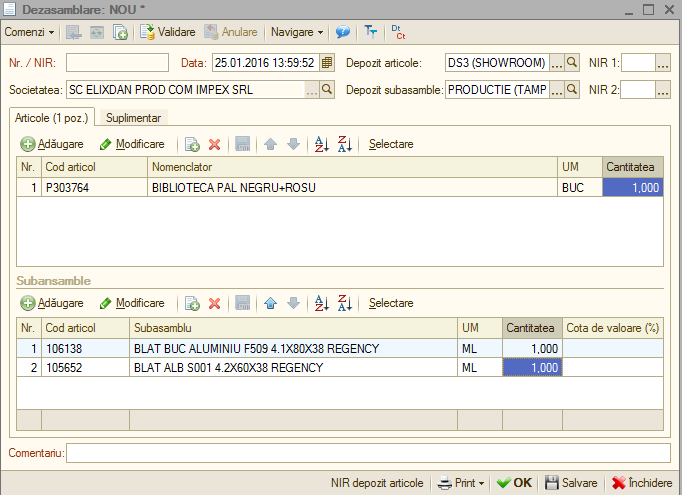 Dezasamblare: NOU *
Comenzi Validare Anulare Navigare ? Tт Dt Ct
Nr. / NIR: Data: 25.01.2016 13:59:52 Depozit articole: DS3 (SHOWROOM) ... NIR 1: ...
Societatea: SC ELIXDAN PROD COM IMPEX SRL ... Depozit subasamble: PRODUCTIE (TAMP ... NIR 2: ...
Articole (1 poz.) Suplimentar
Adăugare Modificare Selectare
Nr. Cod articol Nomenclator UM Cantitatea
1 P303764 BIBLIOTECA PAL NEGRU+ROSU BUC 1,000
Subansamble
Adăugare Modificare Selectare
Nr. Cod articol Subasamblu UM Cantitatea Cota de valoare (%)
1 106138 BLAT BUC ALUMINIU F509 4.1X80X38 REGENCY ML 1,000
2 105652 BLAT ALB S001 4.2X60X38 REGENCY ML 1,000
Comentariu:
NIR depozit articole Print OK Salvare Închidere